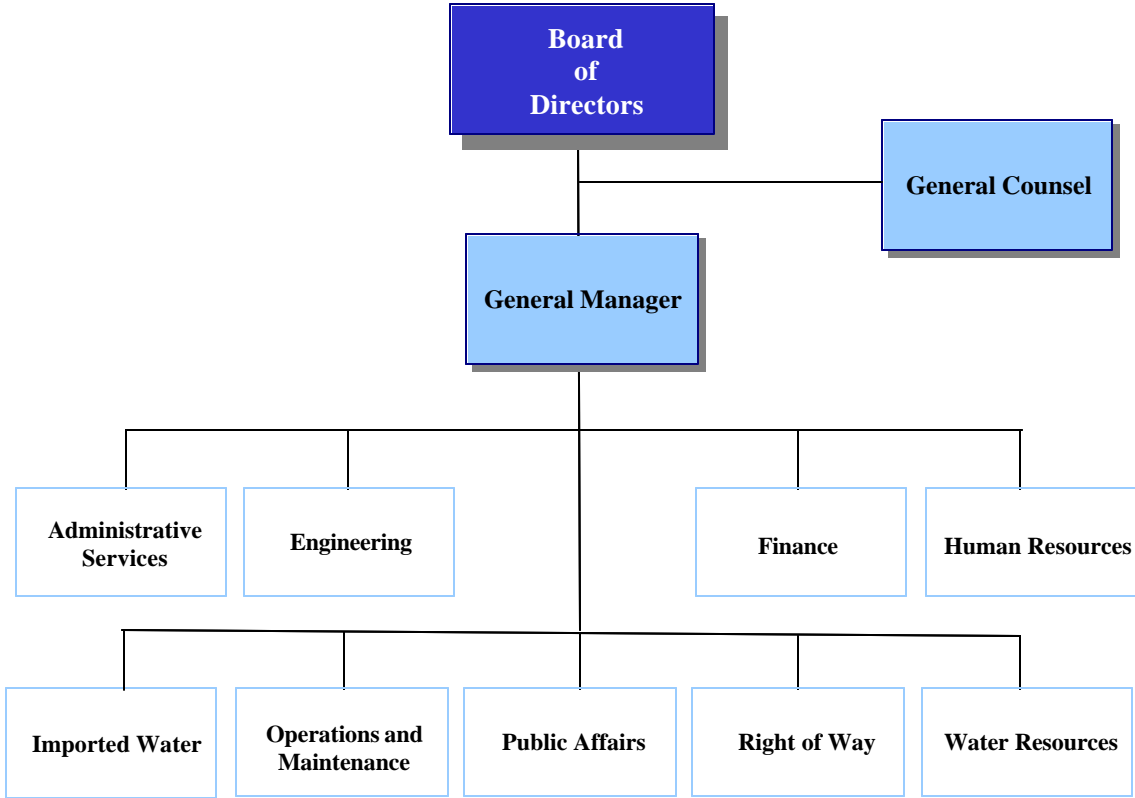 Board
of
Directors
General Counsel
General Manager
Administrative
Services
Engineering
Finance
Human Resources
Imported Water
Operations and
Maintenance
Public Affairs
Right of Way
Water Resources